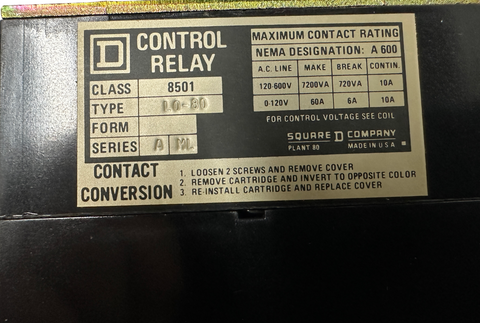 D CONTROL RELAY
CLASS 8501
TYPE LO-80
FORM
SERIES A ML
MAXIMUM CONTACT RATING
NEMA DESIGNATION: A 600
A.C. LINE MAKE BREAK CONTIN.
120-600V 7200VA 720VA 10A
0-120V 60A 6A 10A
FOR CONTROL VOLTAGE SEE COIL
SQUARE D COMPANY
PLANT 80 MADE IN U.S.A.
CONTACT CONVERSION
1. LOOSEN 2 SCREWS AND REMOVE COVER
2. REMOVE CARTRIDGE AND INVERT TO OPPOSITE COLOR
3. RE-INSTALL CARTRIDGE AND REPLACE COVER